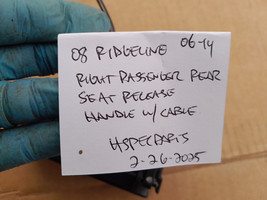 08 RIDGELINE 06-14
RIGHT PASSENGER REAR
SEAT RELEASE
HANDLE W/ CABLE
HSPECPARTS
2-26-2025